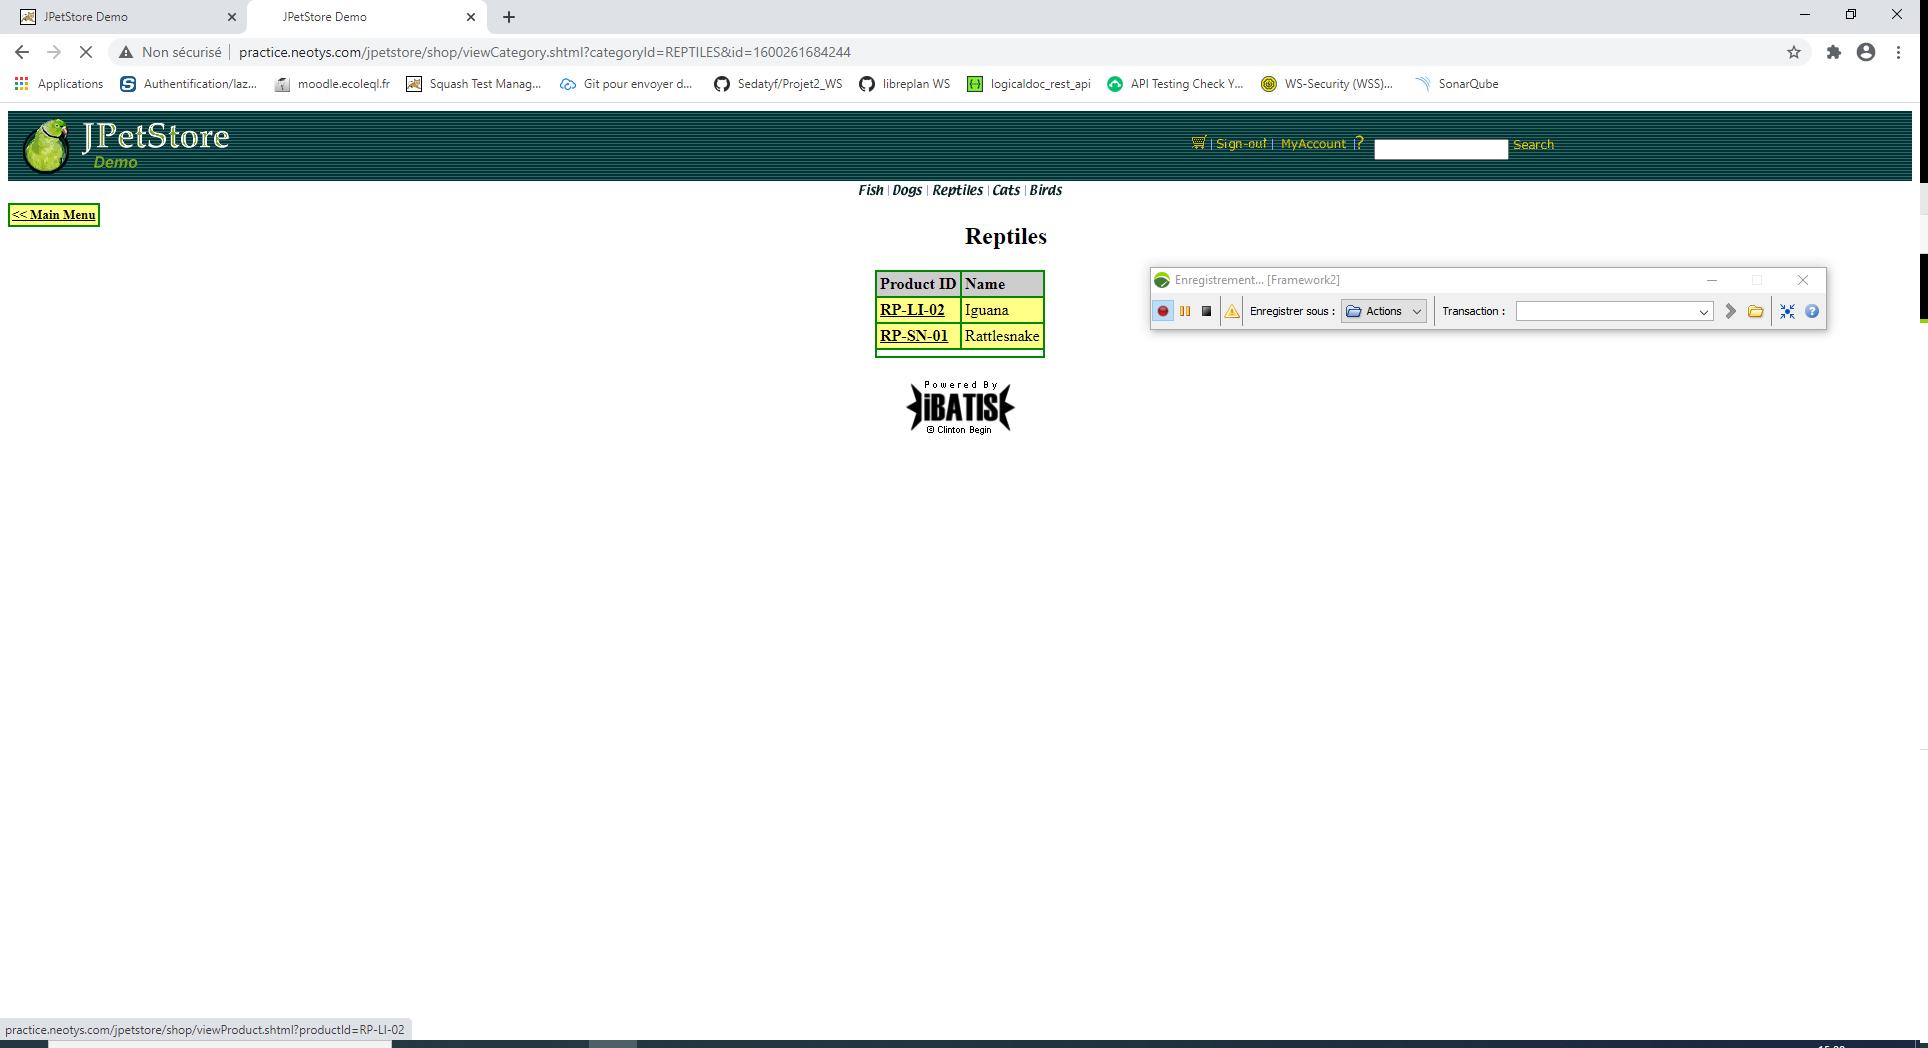 JPetStore Demo
JPetStore Demo
Non sécurisé
practice.neotys.com/jpetstore/shop/viewCategory.shtml?categoryId=REPTILES&id=1600261684244
Applications
Authentification/laz...
moodle.ecoleql.fr
Squash Test Manag...
Git pour envoyer d...
Sedatyf/Projet2_WS
libreplan WS
logicaldoc_rest_api
API Testing Check Y...
WS-Security (WSS)...
SonarQube
JPetStore
Demo
| Sign-out | MyAccount | ?
Search
Fish | Dogs | Reptiles | Cats | Birds
<< Main Menu
Reptiles
Product ID Name
RP-LI-02 Iguana
RP-SN-01 Rattlesnake
Enregistrement... [Framework2]
Enregistrer sous : Actions
Transaction :
Powered By
iBATIS
© Clinton Begin
practice.neotys.com/jpetstore/shop/viewProduct.shtml?productId=RP-LI-02